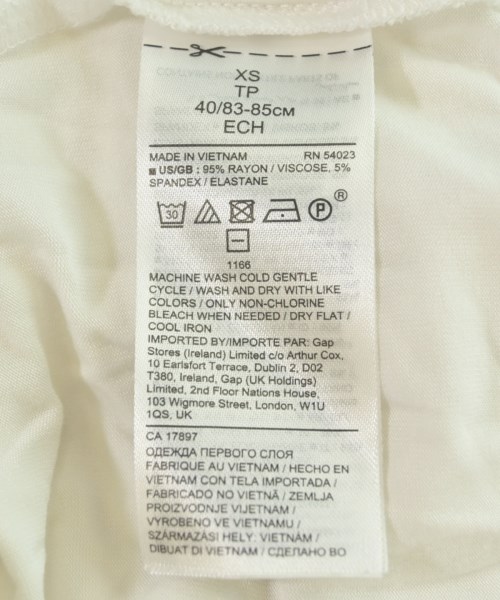 XS
TP
40/83-85см
ECH
MADE IN VIETNAM RN 54023
■ US/GB : 95% RAYON / VISCOSE, 5%
SPANDEX / ELASTANE
30 P ®
1166
MACHINE WASH COLD GENTLE
CYCLE / WASH AND DRY WITH LIKE
COLORS / ONLY NON-CHLORINE
BLEACH WHEN NEEDED / DRY FLAT /
COOL IRON
IMPORTED BY/IMPORTE PAR: Gap
Stores (Ireland) Limited c/o Arthur Cox,
10 Earlsfort Terrace, Dublin 2, D02
T380, Ireland, Gap (UK Holdings)
Limited, 2nd Floor Nations House,
103 Wigmore Street, London, W1U
1QS, UK
CA 17897
ОДЕЖДА ПЕРВОГО СЛОЯ
FABRIQUE AU VIETNAM / HECHO EN
VIETNAM CON TELA IMPORTADA /
FABRICADO NO VIETNÃ / ZEMLJA
PROIZVODNJE VIJETNAM /
VYROBENO VE VIETNAMU /
SZÁRMAZÁSI HELY: VIETNÁM /
DIBUAT DI VIETNAM / СДЕЛАНО ВО